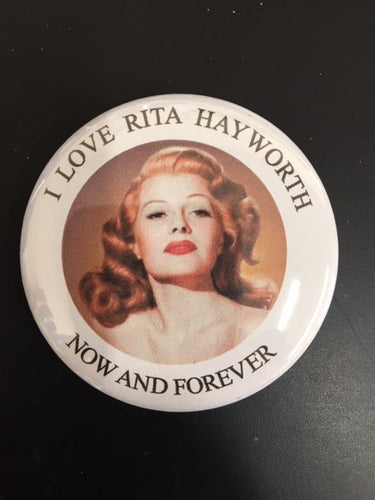 I LOVE RITA HAYWORTH
NOW AND FOREVER